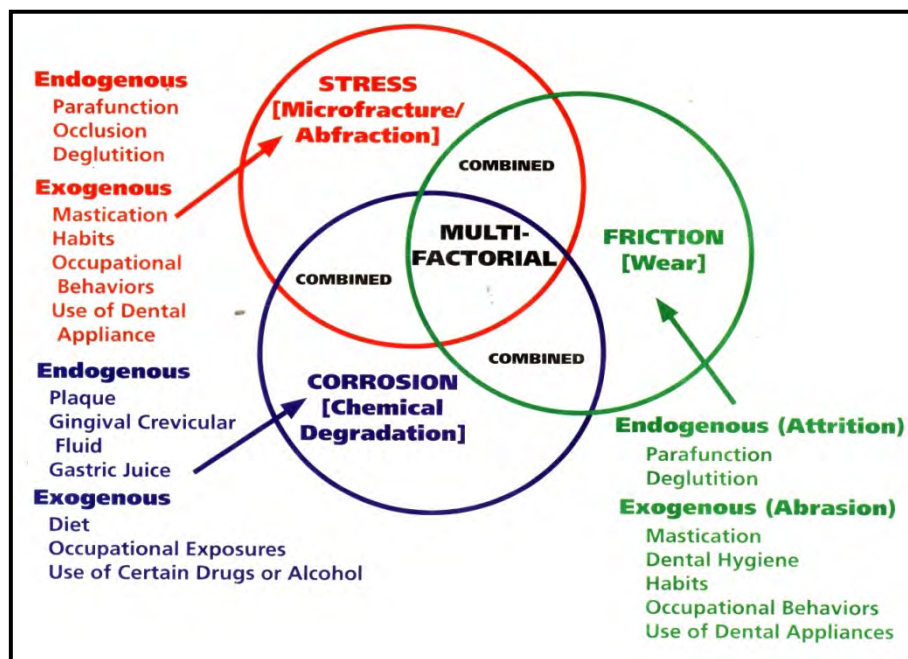 Endogenous
Parafunction
Occlusion
Deglutition
Exogenous
Mastication
Habits
Occupational
Behaviors
Use of Dental
Appliance
STRESS
[Microfracture/
Abfraction]
COMBINED
MULTI-
FACTORIAL
FRICTION
[Wear]
COMBINED
COMBINED
Endogenous
Plaque
Gingival Crevicular
Fluid
Gastric Juice
Exogenous
Diet
Occupational Exposures
Use of Certain Drugs or Alcohol
CORROSION
[Chemical
Degradation]
Endogenous (Attrition)
Parafunction
Deglutition
Exogenous (Abrasion)
Mastication
Dental Hygiene
Habits
Occupational Behaviors
Use of Dental Appliances